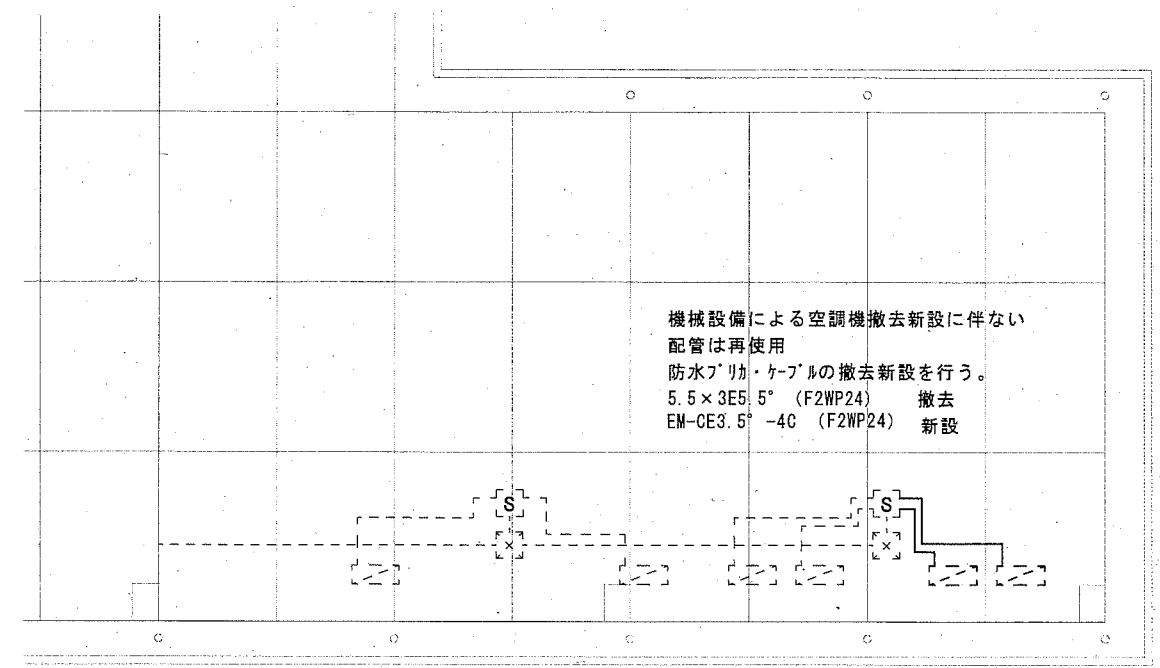 機械設備による空調機撤去新設に伴ない
配管は再使用
防水プリカ・ケーブルの撤去新設を行う。
5.5×3E5.5° (F2WP24) 撤去
EM-CE3.5° -4C (F2WP24) 新設
S
S